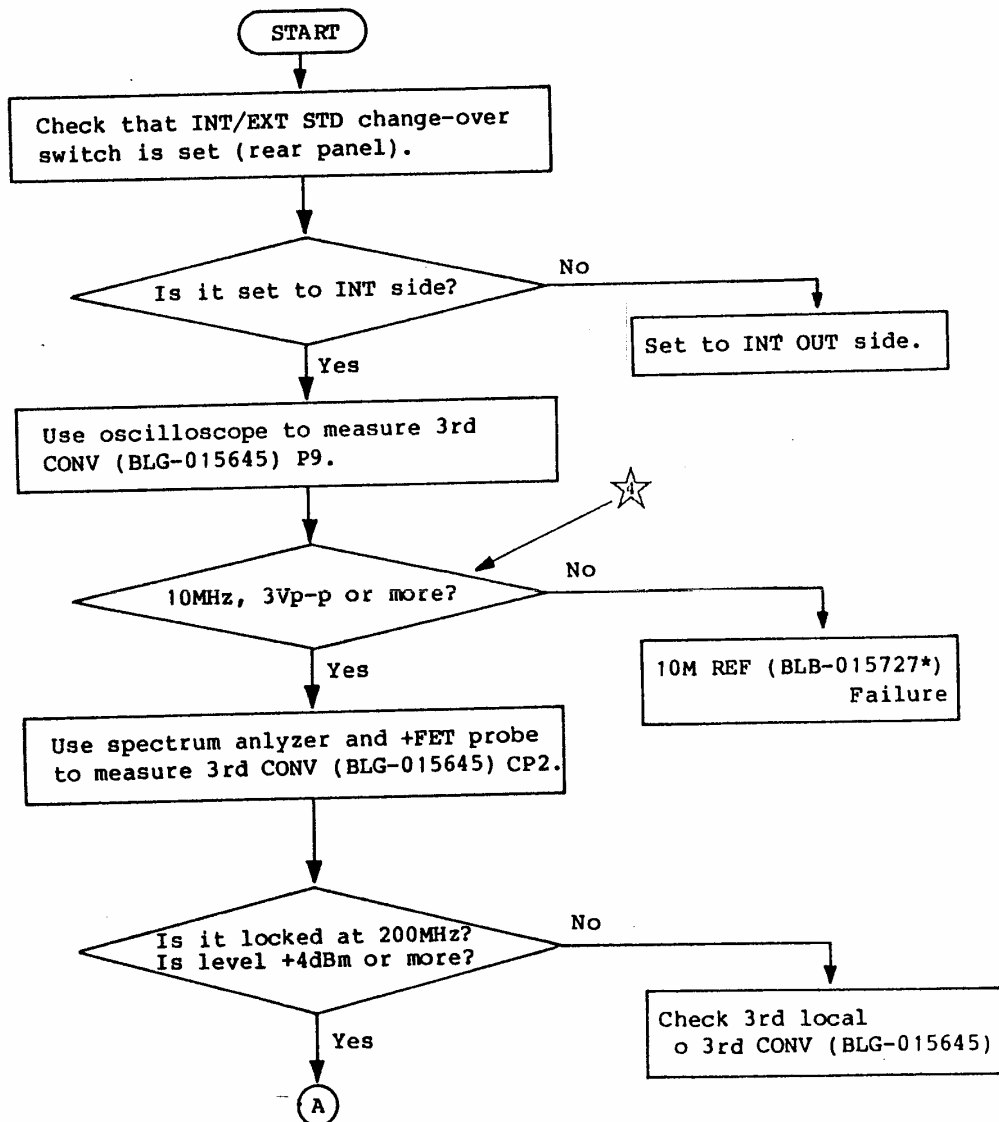 START
Check that INT/EXT STD change-over
switch is set (rear panel).
Is it set to INT side?
No
Set to INT OUT side.
Yes
Use oscilloscope to measure 3rd
CONV (BLG-015645) P9.
4
10MHz, 3Vp-p or more?
No
10M REF (BLB-015727*)
Failure
Yes
Use spectrum anlyzer and +FET probe
to measure 3rd CONV (BLG-015645) CP2.
Is it locked at 200MHz?
Is level +4dBm or more?
No
Check 3rd local
o 3rd CONV (BLG-015645)
Yes
A